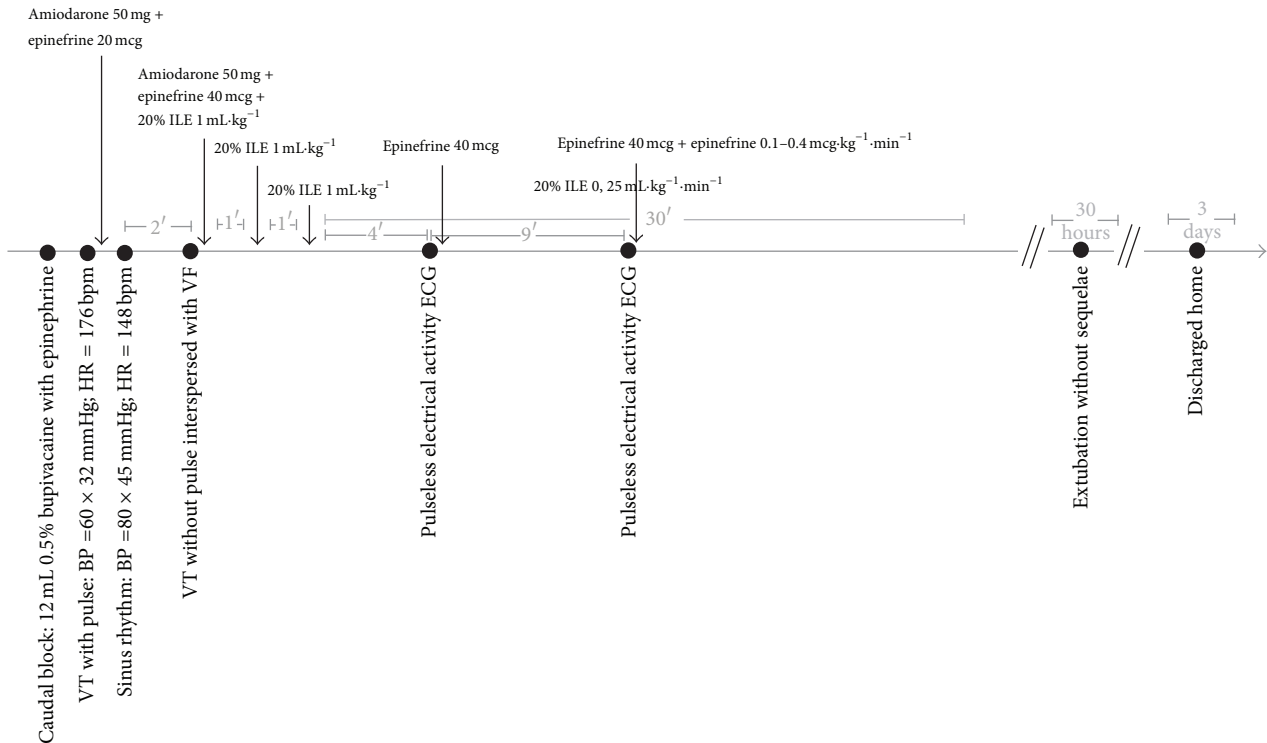 Amiodarone 50 mg +
epinefrine 20 mcg
Amiodarone 50 mg +
epinefrine 40 mcg +
20% ILE 1 mL·kg⁻¹
20% ILE 1 mL·kg⁻¹
20% ILE 1 mL·kg⁻¹
Epinefrine 40 mcg
Epinefrine 40 mcg + epinefrine 0.1–0.4 mcg·kg⁻¹·min⁻¹
20% ILE 0, 25 mL·kg⁻¹·min⁻¹
2′
1′
1′
30′
4′
9′
30
hours
3
days
Caudal block: 12 mL 0.5% bupivacaine with epinephrine
VT with pulse: BP =60 × 32 mmHg; HR = 176 bpm
Sinus rhythm: BP =80 × 45 mmHg; HR = 148 bpm
VT without pulse interspersed with VF
Pulseless electrical activity ECG
Pulseless electrical activity ECG
Extubation without sequelae
Discharged home